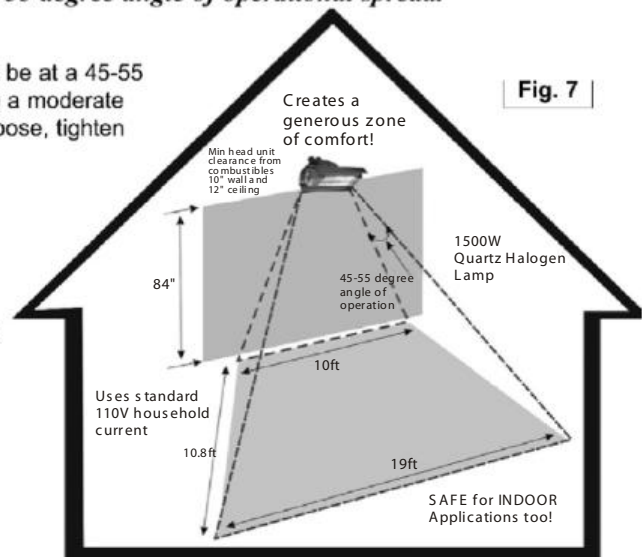 degree angle of operational spread.
be at a 45-55
a moderate
tighten
Fig. 7
Creates a
generous zone
of comfort!
Min head unit
clearance from
combustibles
10" wall and
12" ceiling
84"
1500W
Quartz Halogen
Lamp
45-55 degree
angle of
operation
10ft
Uses standard
110V household
current
10.8ft
19ft
SAFE for INDOOR
Applications too!